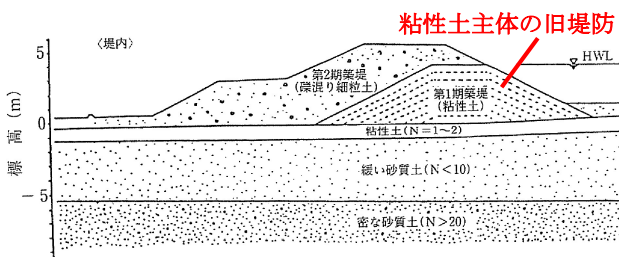 粘性土主体の旧堤防
〈堤内〉
HWL
第2期築堤
(礫混り細粒土)
第1期築堤
(粘性土)
粘性土(N=1~2)
緩い砂質土(N<10)
密な砂質土(N>20)
標高(m)
5
0
-5